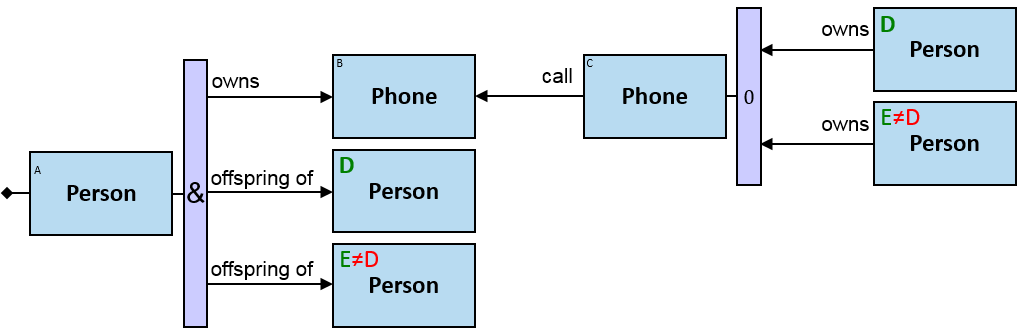 A
Person
&
owns
B
Phone
offspring of
D
Person
offspring of
E≠D
Person
call
C
Phone
0
owns
D
Person
owns
E≠D
Person